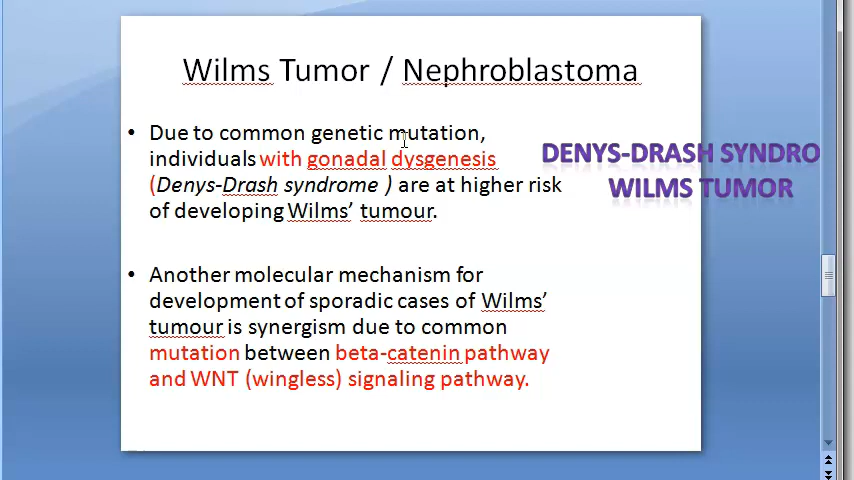 Wilms Tumor / Nephroblastoma
• Due to common genetic mutation,
individuals with gonadal dysgenesis
(Denys-Drash syndrome ) are at higher risk
of developing Wilms’ tumour.
DENYS-DRASH SYNDRO
WILMS TUMOR
• Another molecular mechanism for
development of sporadic cases of Wilms’
tumour is synergism due to common
mutation between beta-catenin pathway
and WNT (wingless) signaling pathway.